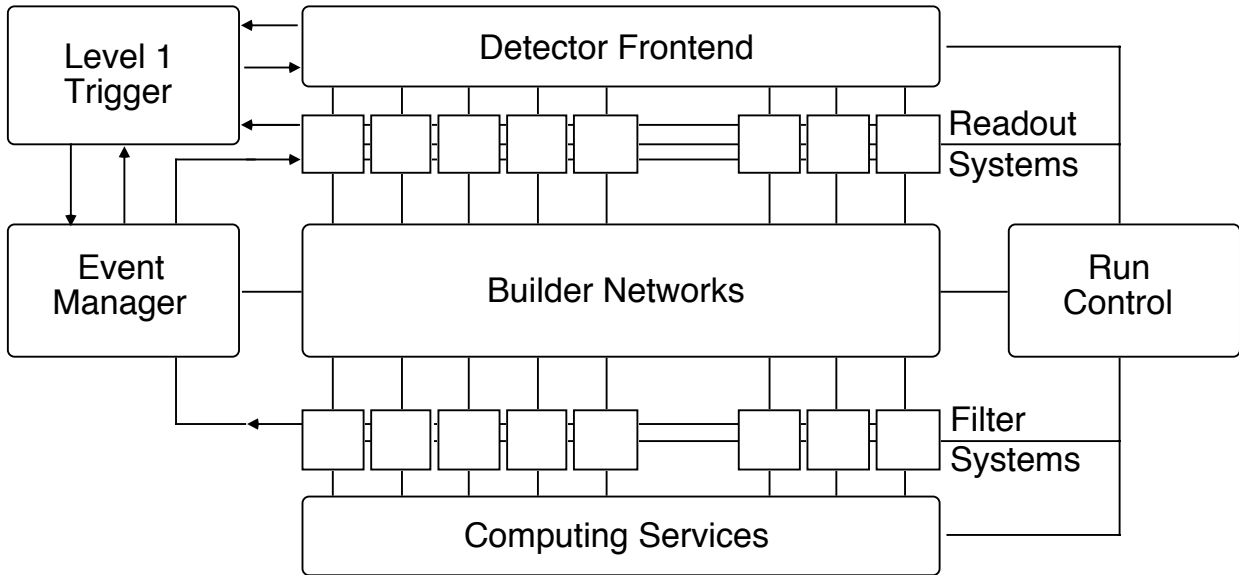 Level 1
Trigger
Detector Frontend
Readout
Systems
Event
Manager
Builder Networks
Run
Control
Filter
Systems
Computing Services